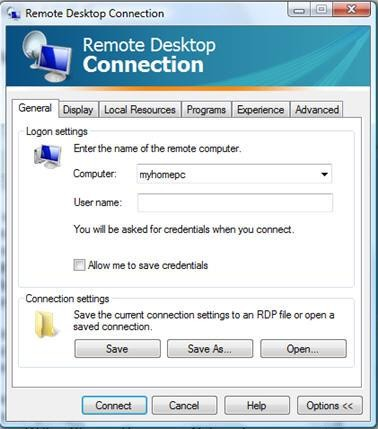 Remote Desktop Connection
Remote Desktop
Connection
General Display Local Resources Programs Experience Advanced
Logon settings
Enter the name of the remote computer.
Computer: myhomepc
User name:
You will be asked for credentials when you connect.
Allow me to save credentials
Connection settings
Save the current connection settings to an RDP file or open a
saved connection.
Save Save As... Open...
Connect Cancel Help Options <<